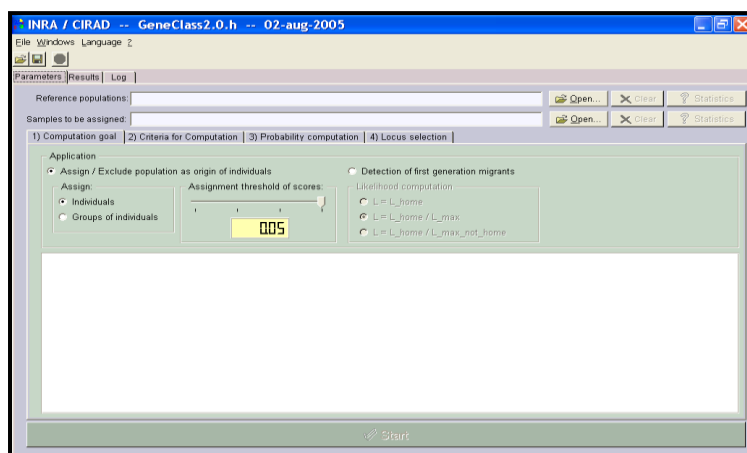 INRA / CIRAD -- GeneClass2.0.h -- 02-aug-2005
File Windows Language ?
Parameters Results Log
Reference populations: Open... Clear Statistics
Samples to be assigned: Open... Clear Statistics
1) Computation goal 2) Criteria for Computation 3) Probability computation 4) Locus selection
Application
Assign / Exclude population as origin of individuals Detection of first generation migrants
Assign: Assignment threshold of scores: Likelihood computation
Individuals L = L_home
Groups of individuals L = L_home / L_max
0.05 L = L_home / L_max_not_home
Start